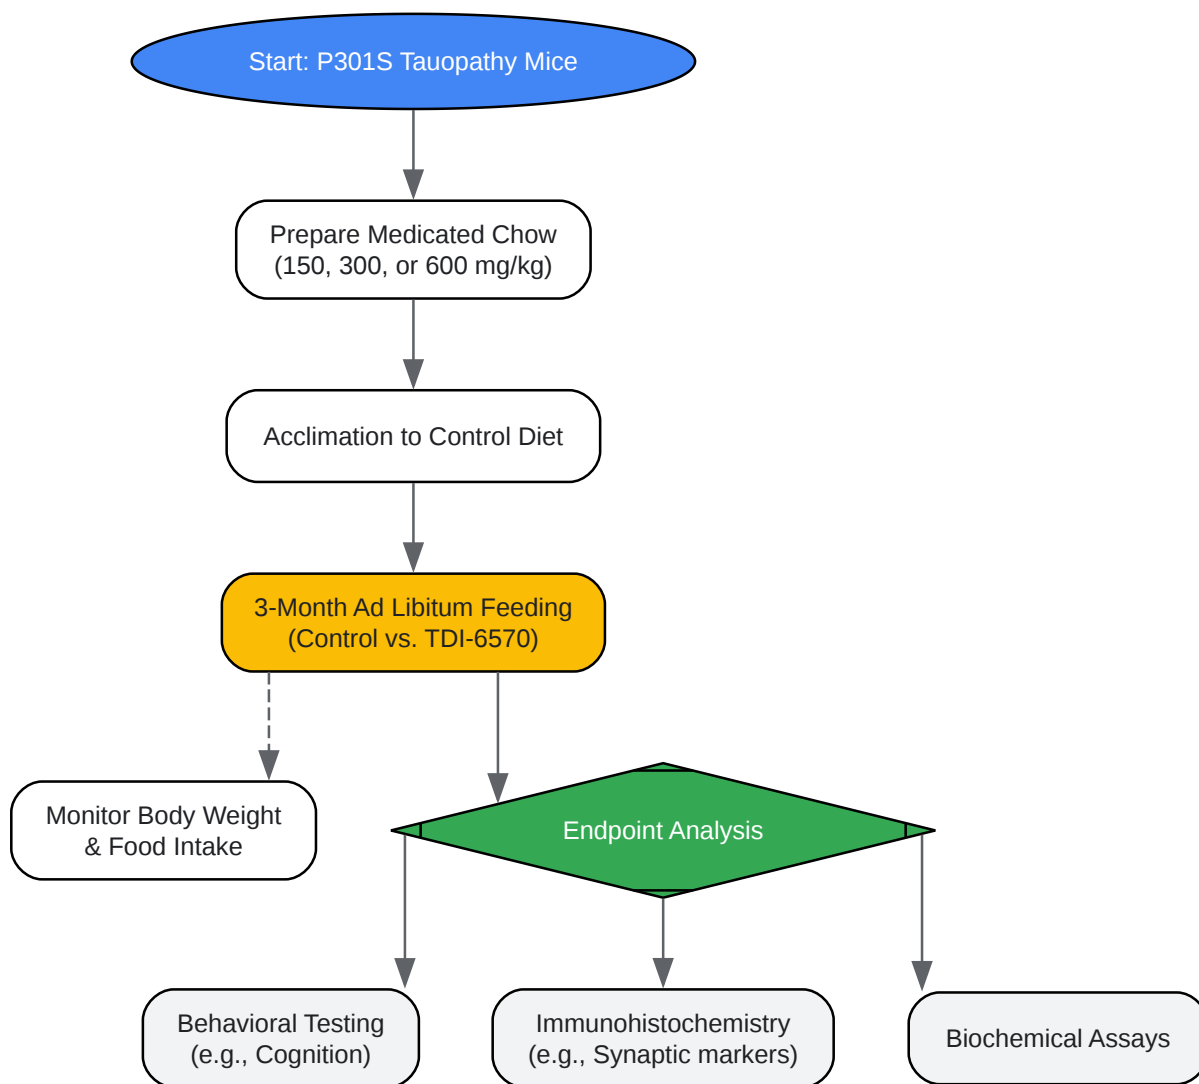 Start: P301S Tauopathy Mice
Prepare Medicated Chow
(150, 300, or 600 mg/kg)
Acclimation to Control Diet
3-Month Ad Libitum Feeding
(Control vs. TDI-6570)
Monitor Body Weight
& Food Intake
Endpoint Analysis
Behavioral Testing
(e.g., Cognition)
Immunohistochemistry
(e.g., Synaptic markers)
Biochemical Assays